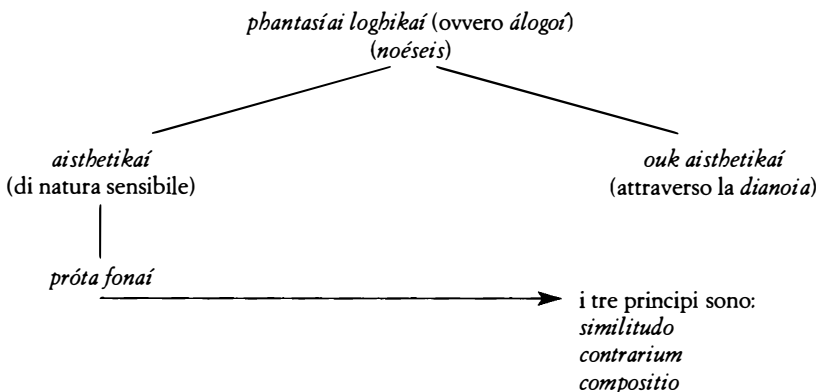 phantasíai loghikaí (ovvero álogoí)
(noéseis)
aisthetikaí
(di natura sensibile)
ouk aisthetikaí
(attraverso la dianoia)
próta fonaí
i tre principi sono:
similitudo
contrarium
compositio